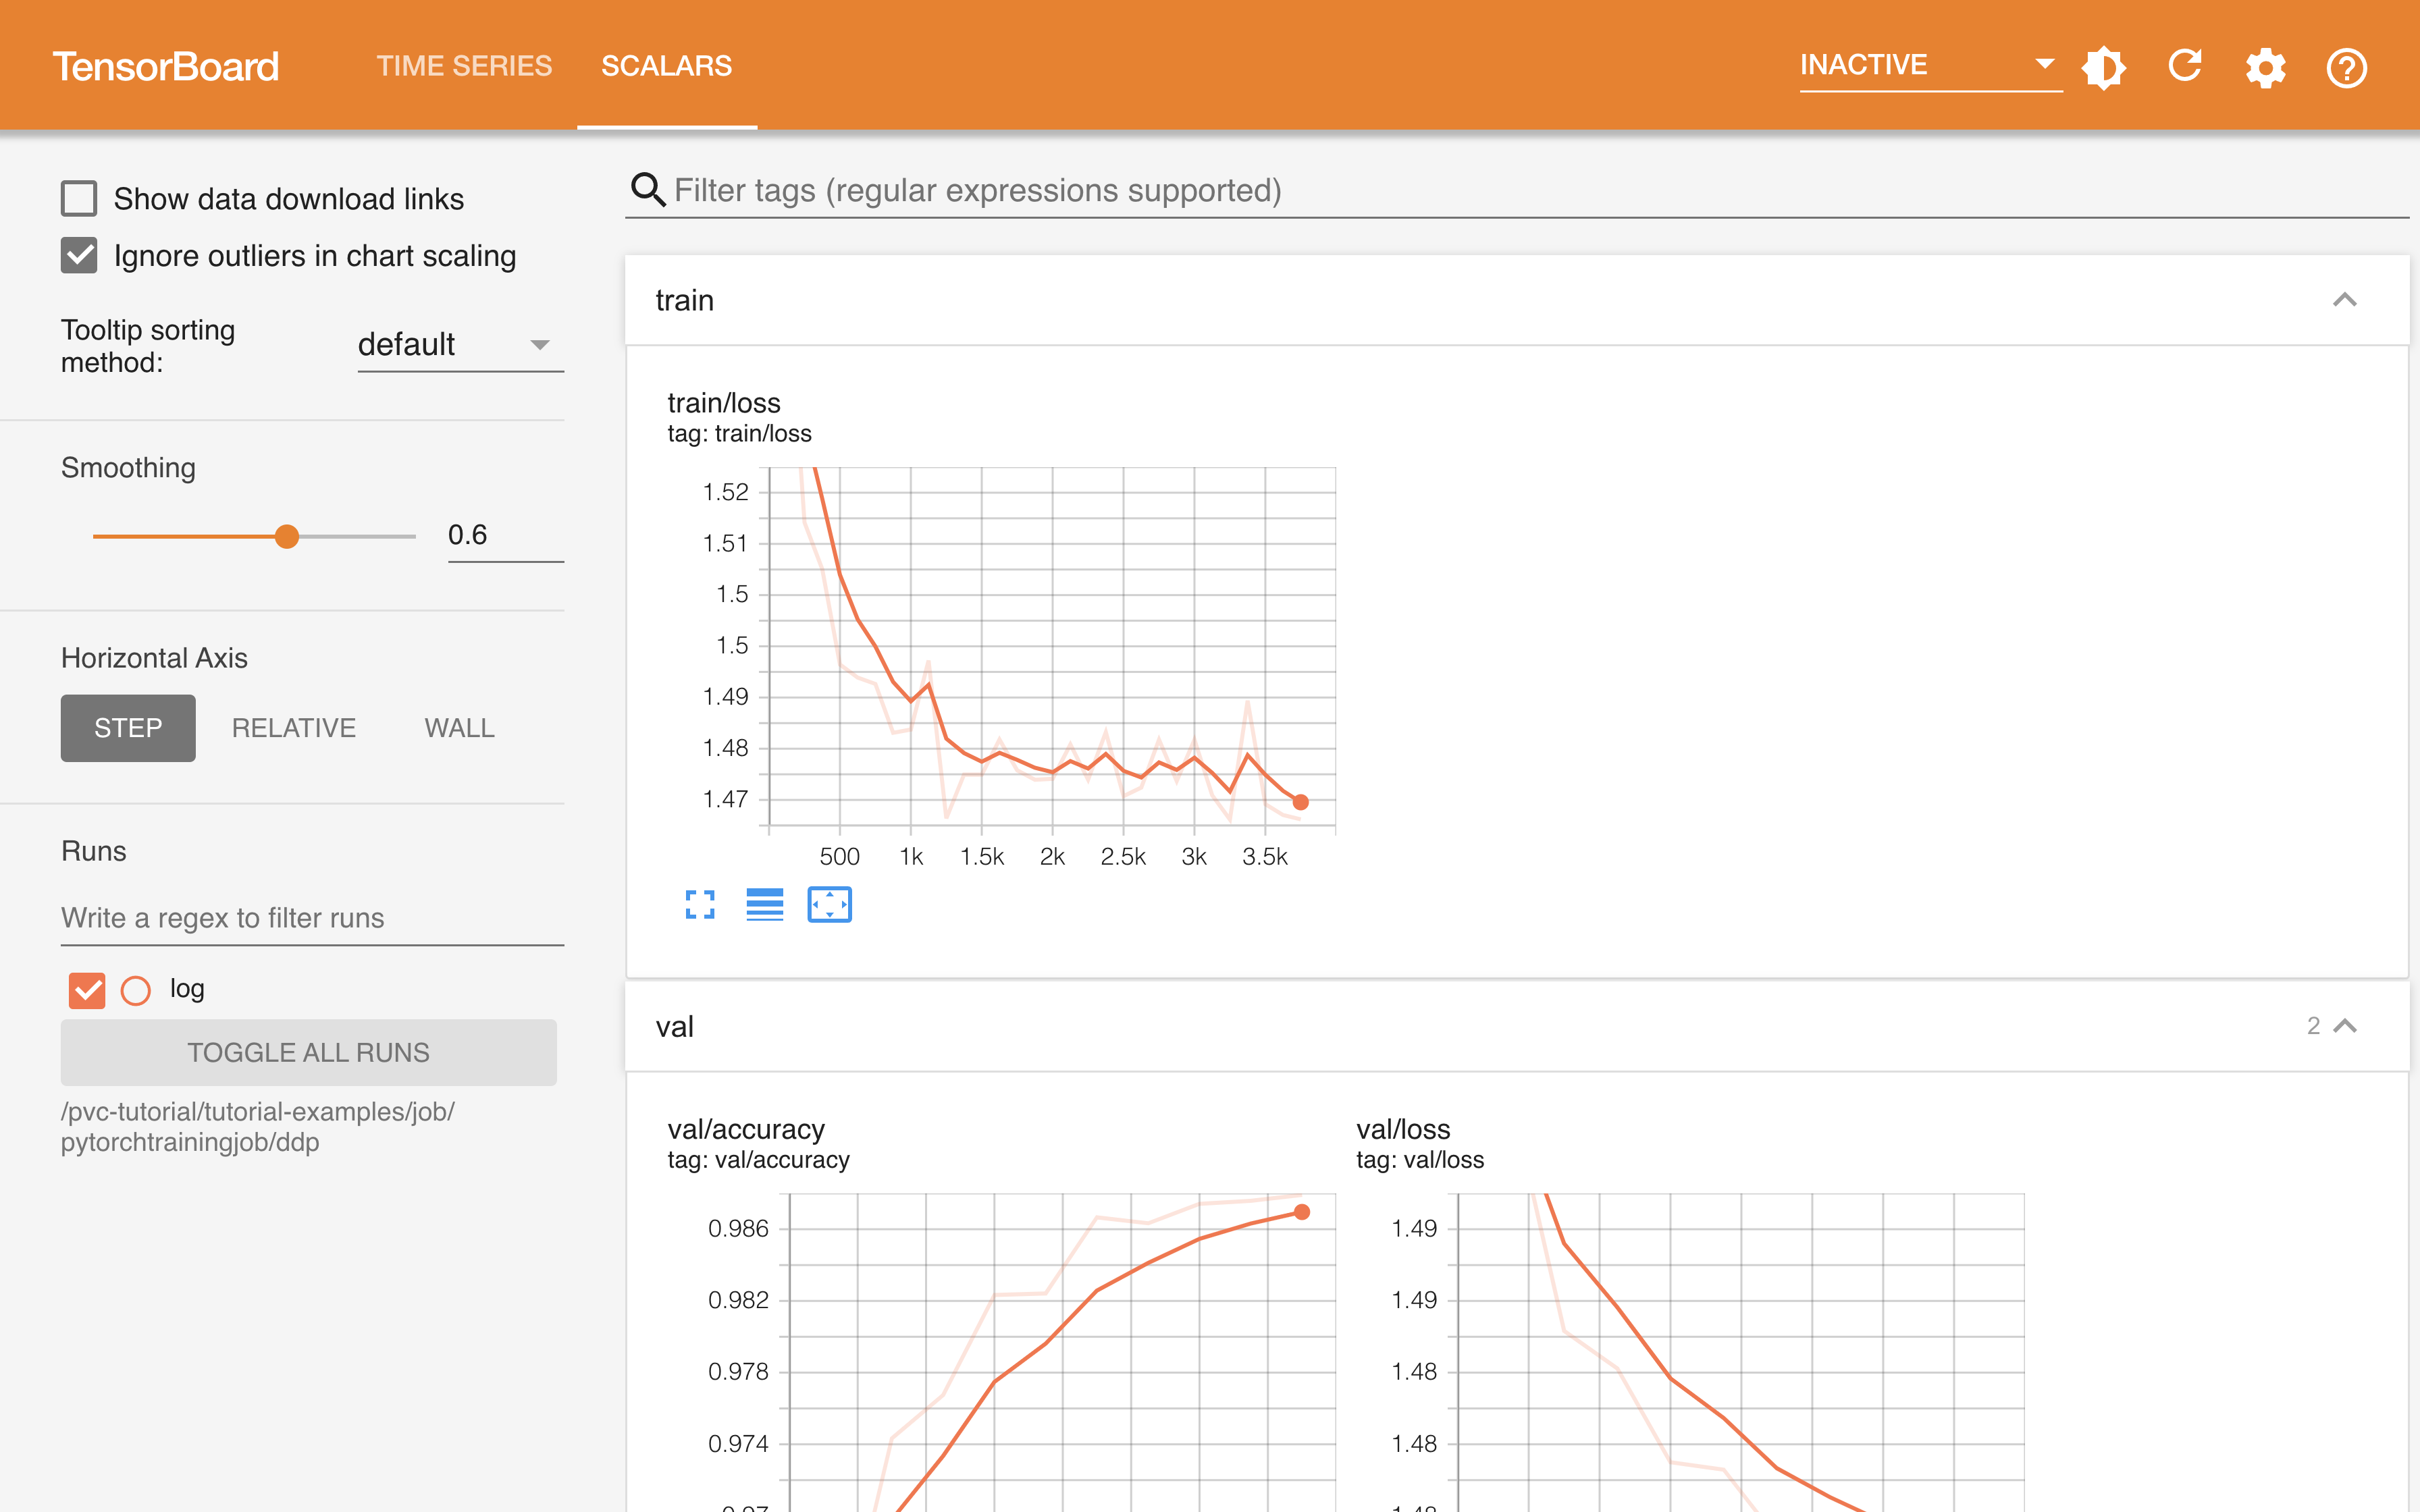 TensorBoard
TIME SERIES
SCALARS
INACTIVE
Show data download links
Ignore outliers in chart scaling
Tooltip sorting
method:
default
Smoothing
0.6
Horizontal Axis
STEP
RELATIVE
WALL
Runs
Write a regex to filter runs
log
TOGGLE ALL RUNS
/pvc-tutorial/tutorial-examples/job/
pytorchtrainingjob/ddp
Filter tags (regular expressions supported)
train
train/loss
tag: train/loss
1.52
1.51
1.5
1.5
1.49
1.48
1.47
500 1k 1.5k 2k 2.5k 3k 3.5k
val
2
val/accuracy
tag: val/accuracy
0.986
0.982
0.978
0.974
val/loss
tag: val/loss
1.49
1.49
1.48
1.48